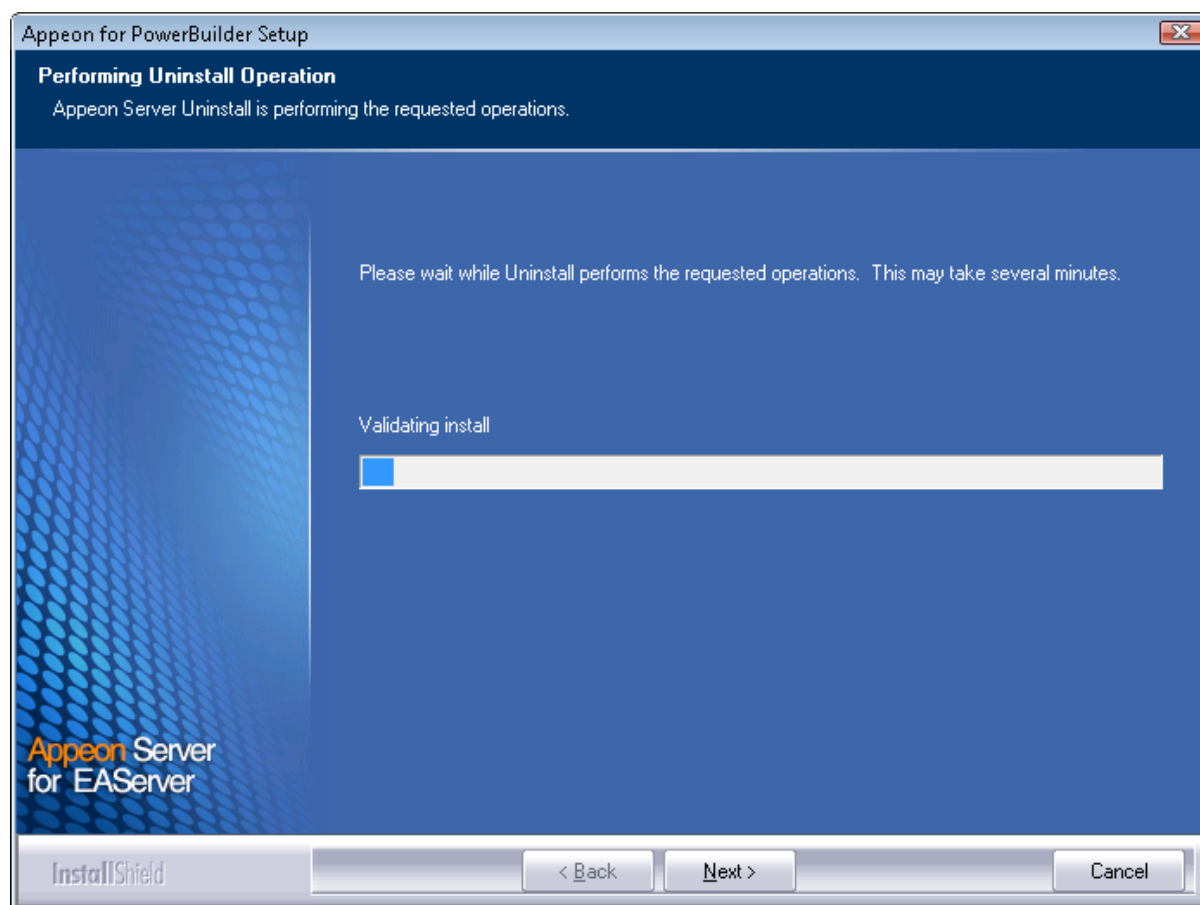 Appeon for PowerBuilder Setup
Performing Uninstall Operation
Appeon Server Uninstall is performing the requested operations.
Please wait while Uninstall performs the requested operations.  This may take several minutes.
Validating install
Appeon Server
for EAServer
InstallShield
< Back
Next >
Cancel